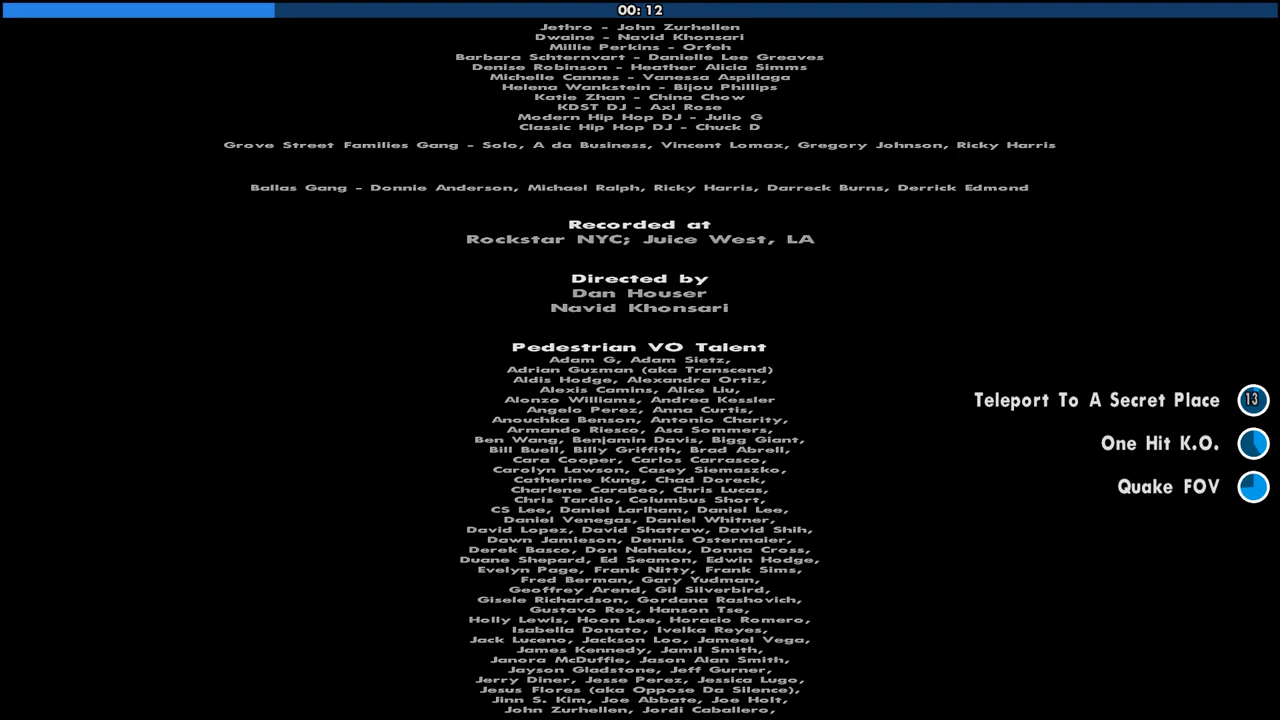 00: 12
Jethro - John Zurhellen
Dwaine - Navid Khonsari
Millie Perkins - Orfeh
Barbara Schternvart - Danielle Lee Greaves
Denise Robinson - Heather Alicia Simms
Michelle Cannes - Vanessa Aspillaga
Helena Wankstein - Bijou Phillips
Katie Zhan - China Chow
KDST DJ - Axl Rose
Modern Hip Hop DJ - Julio G
Classic Hip Hop DJ - Chuck D
Grove Street Families Gang - Solo, A da Business, Vincent Lomax, Gregory Johnson, Ricky Harris
Ballas Gang - Donnie Anderson, Michael Ralph, Ricky Harris, Darreck Burns, Derrick Edmond
Recorded at
Rockstar NYC; Juice West, LA
Directed by
Dan Houser
Navid Khonsari
Pedestrian VO Talent
Adam G, Adam Sietz,
Adrian Guzman (aka Transcend)
Aldis Hodge, Alexandra Ortiz,
Alexis Camins, Alice Liu,
Alonzo Williams, Andrea Kessler
Angelo Perez, Anna Curtis,
Anouchka Benson, Antonio Charity,
Armando Riesco, Asa Sommers,
Ben Wang, Benjamin Davis, Bigg Giant,
Bill Buell, Billy Griffith, Brad Abrell,
Cara Cooper, Carlos Carrasco,
Carolyn Lawson, Casey Siemaszko,
Catherine Kung, Chad Doreck,
Charlene Carabeo, Chris Lucas,
Chris Tardio, Columbus Short,
CS Lee, Daniel Larlham, Daniel Lee,
Daniel Venegas, Daniel Whitner,
David Lopez, David Shatraw, David Shih,
Dawn Jamieson, Dennis Ostermaier,
Derek Basco, Don Nahaku, Donna Cross,
Duane Shepard, Ed Seamon, Edwin Hodge,
Evelyn Page, Frank Nitty, Frank Sims,
Fred Berman, Gary Yudman,
Geoffrey Arend, Gil Silverbird,
Gisele Richardson, Gordana Rashovich,
Gustavo Rex, Hanson Tse,
Holly Lewis, Hoon Lee, Horacio Romero,
Isabella Donato, Ivelka Reyes,
Jack Luceno, Jackson Loo, Jameel Vega,
James Kennedy, Jamil Smith,
Janora McDuffie, Jason Alan Smith,
Jayson Gladstone, Jeff Gurner,
Jerry Diner, Jesse Perez, Jessica Lugo,
Jesus Flores (aka Oppose Da Silence),
Jinn S. Kim, Joe Abbate, Joe Holt,
John Zurhellen, Jordi Caballero,
Teleport To A Secret Place 13
One Hit K.O.
Quake FOV